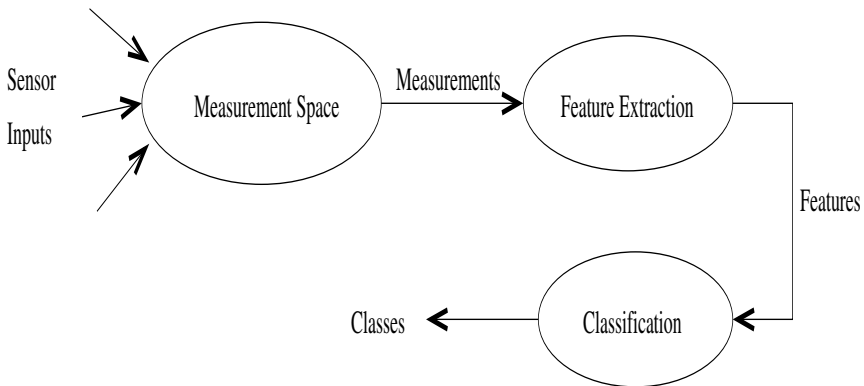 Sensor
Inputs
Measurement Space
Measurements
Feature Extraction
Features
Classification
Classes